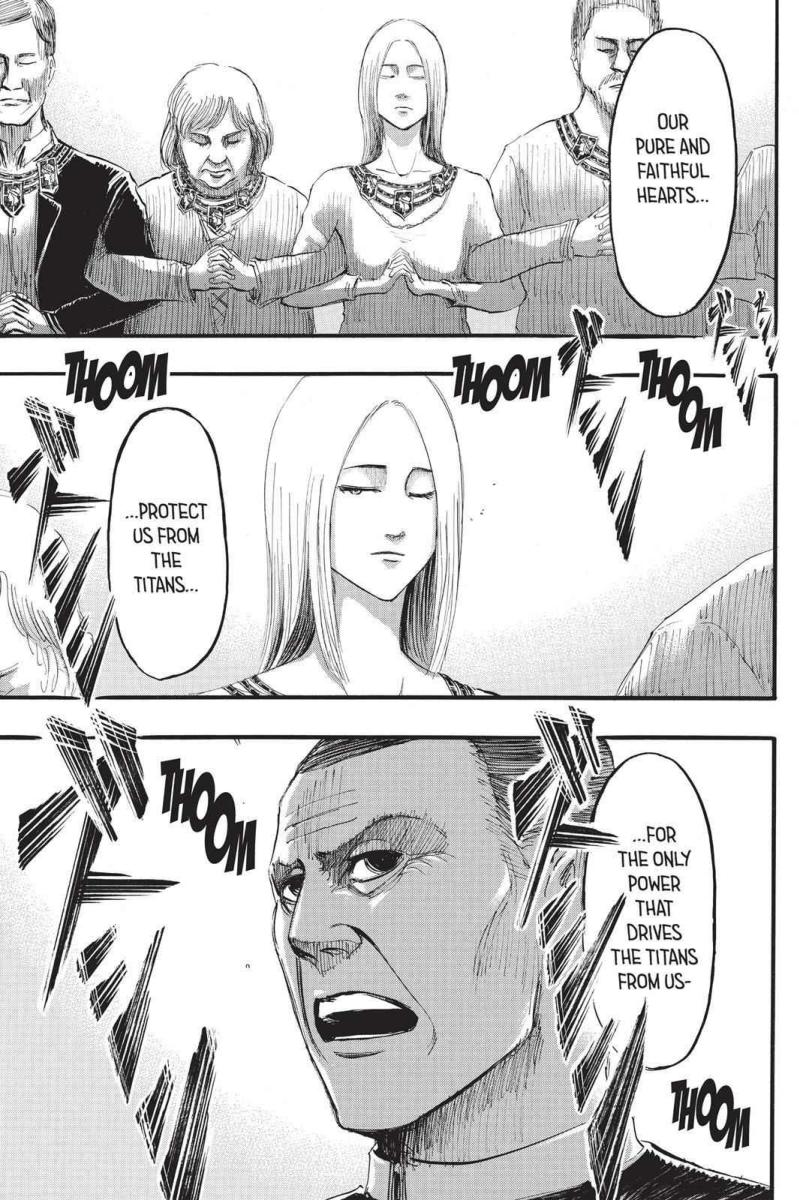 OUR
PURE AND
FAITHFUL
HEARTS...
THOOM
THOOM
THOOM
...PROTECT
US FROM
THE
TITANS...
THOOM
...FOR
THE ONLY
POWER
THAT
DRIVES
THE TITANS
FROM US-
THOOM